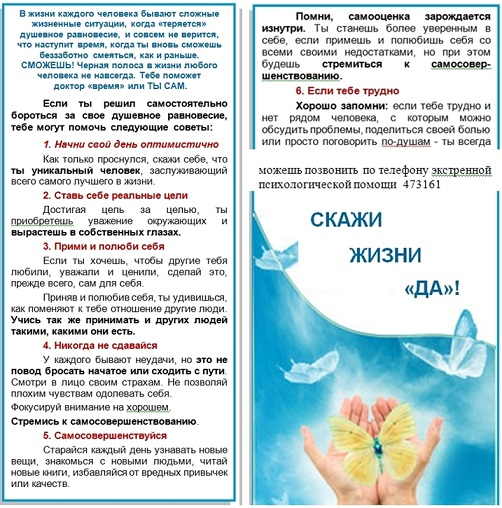 В жизни каждого человека бывают сложные
жизненные ситуации, когда «теряется»
душевное равновесие, и совсем не верится,
что наступит время, когда ты вновь сможешь
беззаботно смеяться, как и раньше.
СМОЖЕШЬ! Черная полоса в жизни любого
человека не навсегда. Тебе поможет
доктор «время» или ТЫ САМ.
Если ты решил самостоятельно
бороться за свое душевное равновесие,
тебе могут помочь следующие советы:
1. Начни свой день оптимистично
Как только проснулся, скажи себе, что
ты уникальный человек, заслуживающий
всего самого лучшего в жизни.
2. Ставь себе реальные цели
Достигая цель за целью, ты
приобретешь уважение окружающих и
вырастешь в собственных глазах.
3. Прими и полюби себя
Если ты хочешь, чтобы другие тебя
любили, уважали и ценили, сделай это,
прежде всего, сам для себя.
Приняв и полюбив себя, ты удивишься,
как поменяют к тебе отношение другие люди.
Учись так же принимать и других людей
такими, какими они есть.
4. Никогда не сдавайся
У каждого бывают неудачи, но это не
повод бросать начатое или сходить с пути.
Смотри в лицо своим страхам. Не позволяй
плохим чувствам одолевать себя.
Фокусируй внимание на хорошем.
Стремись к самосовершенствованию.
5. Самосовершенствуйся
Старайся каждый день узнавать новые
вещи, знакомься с новыми людьми, читай
новые книги, избавляйся от вредных привычек
или качеств.
Помни, самооценка зарождается
изнутри. Ты станешь более уверенным в
себе, если примешь и полюбишь себя со
всеми своими недостатками, но при этом
будешь стремиться к самосовер-
шенствованию.
6. Если тебе трудно
Хорошо запомни: если тебе трудно и
нет рядом человека, с которым можно
обсудить проблемы, поделиться своей болью
или просто поговорить по-душам - ты всегда
можешь позвонить по телефону экстренной
психологической помощи 473161
СКАЖИ
ЖИЗНИ
«ДА»!